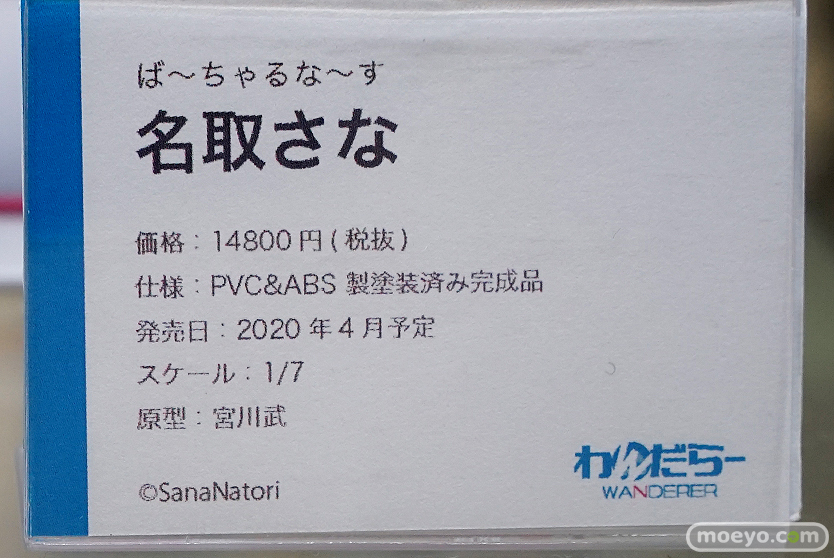 ば〜ちゃるな〜す
名取さな
価格：14800円(税抜)
仕様：PVC&ABS 製塗装済み完成品
発売日：2020年4月予定
スケール：1/7
原型：宮川武
©SanaNatori
わんだらー
WANDERER
moeyo.com